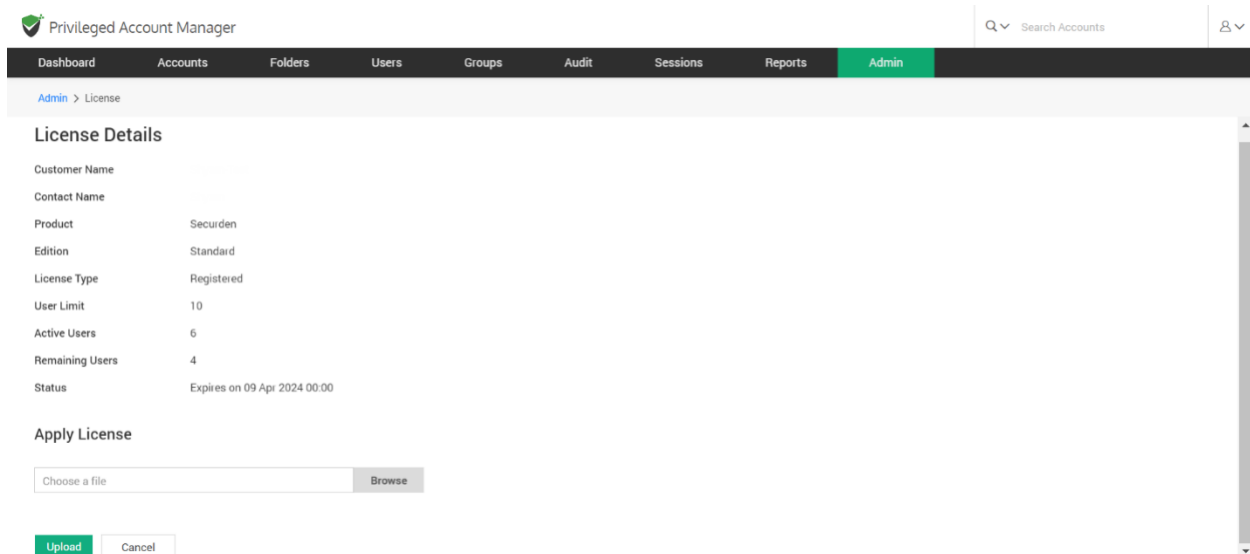 Privileged Account Manager
Search Accounts
Dashboard Accounts Folders Users Groups Audit Sessions Reports Admin
Admin > License
License Details
Customer Name
Contact Name
Product Securden
Edition Standard
License Type Registered
User Limit 10
Active Users 6
Remaining Users 4
Status Expires on 09 Apr 2024 00:00
Apply License
Choose a file Browse
Upload Cancel